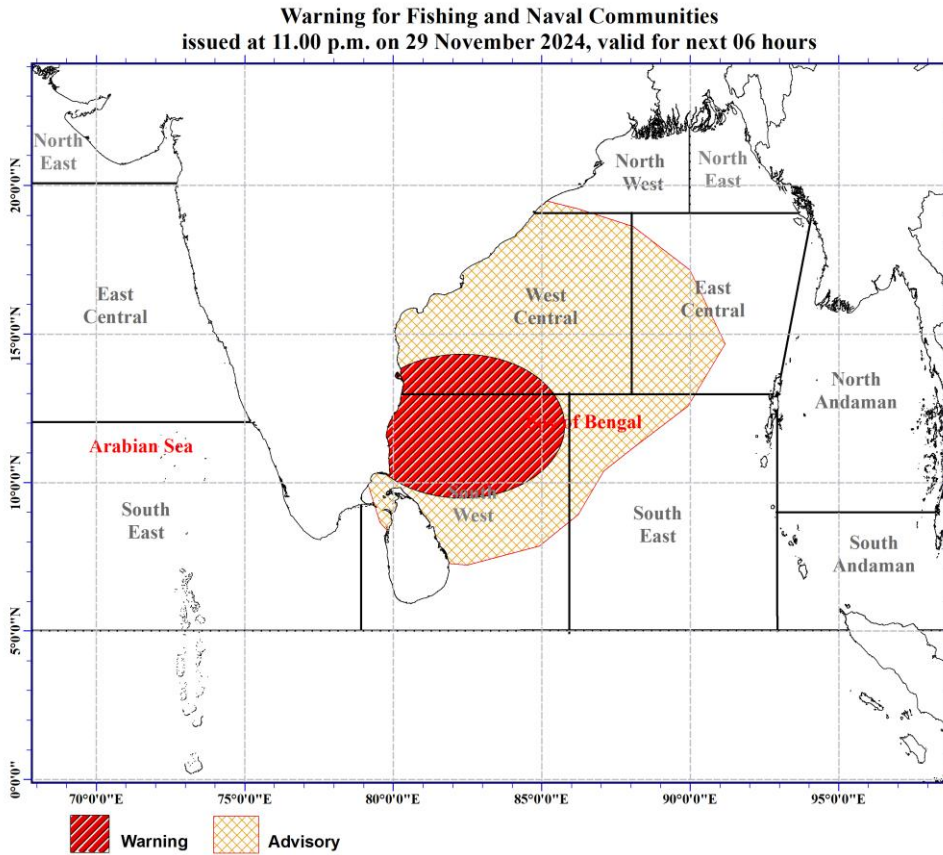 Warning for Fishing and Naval Communities
issued at 11.00 p.m. on 29 November 2024, valid for next 06 hours
North
East
North
West
North
East
20°0'0"N
East
Central
West
Central
East
Central
15°0'0"N
North
Andaman
Arabian Sea
of Bengal
10°0'0"N
South
East
South
West
South
East
South
Andaman
5°0'0"N
0°0'0"
70°0'0"E
75°0'0"E
80°0'0"E
85°0'0"E
90°0'0"E
95°0'0"E
Warning
Advisory